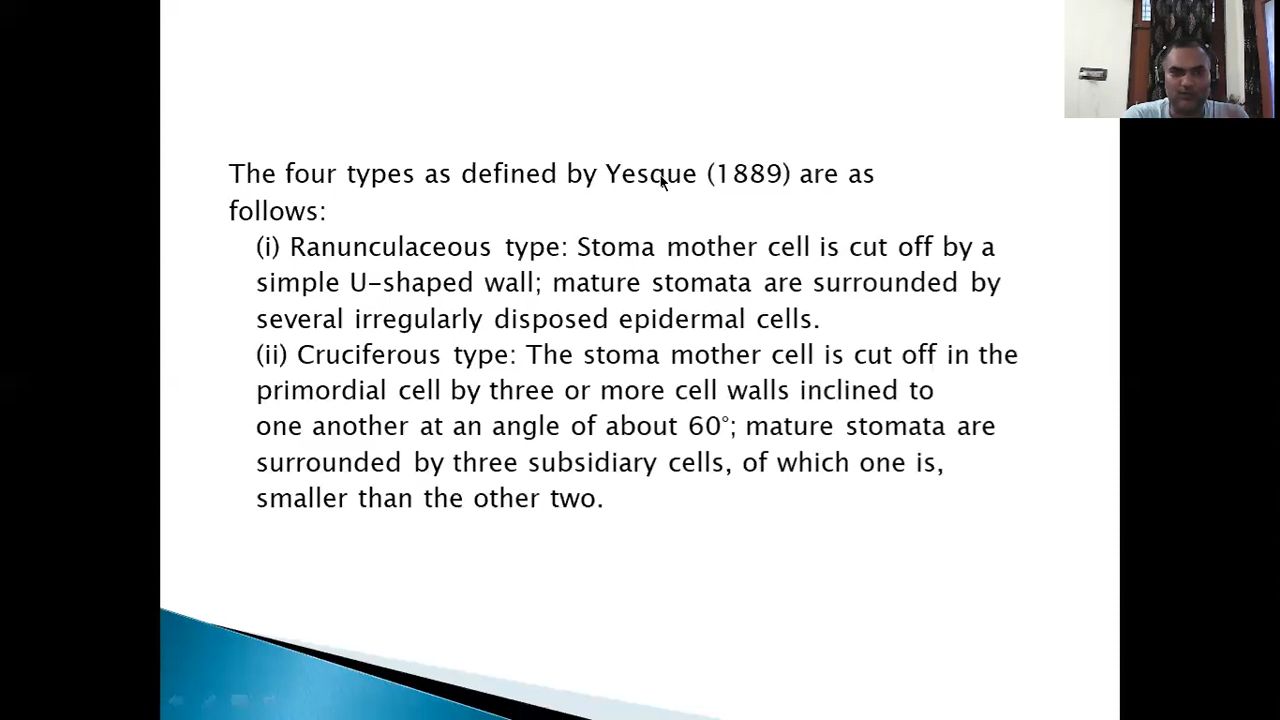 The four types as defined by Yesque (1889) are as
follows:
(i) Ranunculaceous type: Stoma mother cell is cut off by a
simple U-shaped wall; mature stomata are surrounded by
several irregularly disposed epidermal cells.
(ii) Cruciferous type: The stoma mother cell is cut off in the
primordial cell by three or more cell walls inclined to
one another at an angle of about 60°; mature stomata are
surrounded by three subsidiary cells, of which one is,
smaller than the other two.